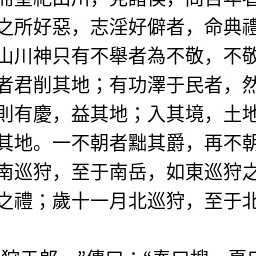 而望祀山川，見諸侯，問百年者
之所好惡，志淫好僻者，命典禮
山川神只有不舉者為不敬，不敬
者君削其地；有功澤于民者，然
則有慶，益其地；入其境，土地
其地。一不朝者黜其爵，再不朝
南巡狩，至于南岳，如東巡狩之
之禮；歲十一月北巡狩，至于北